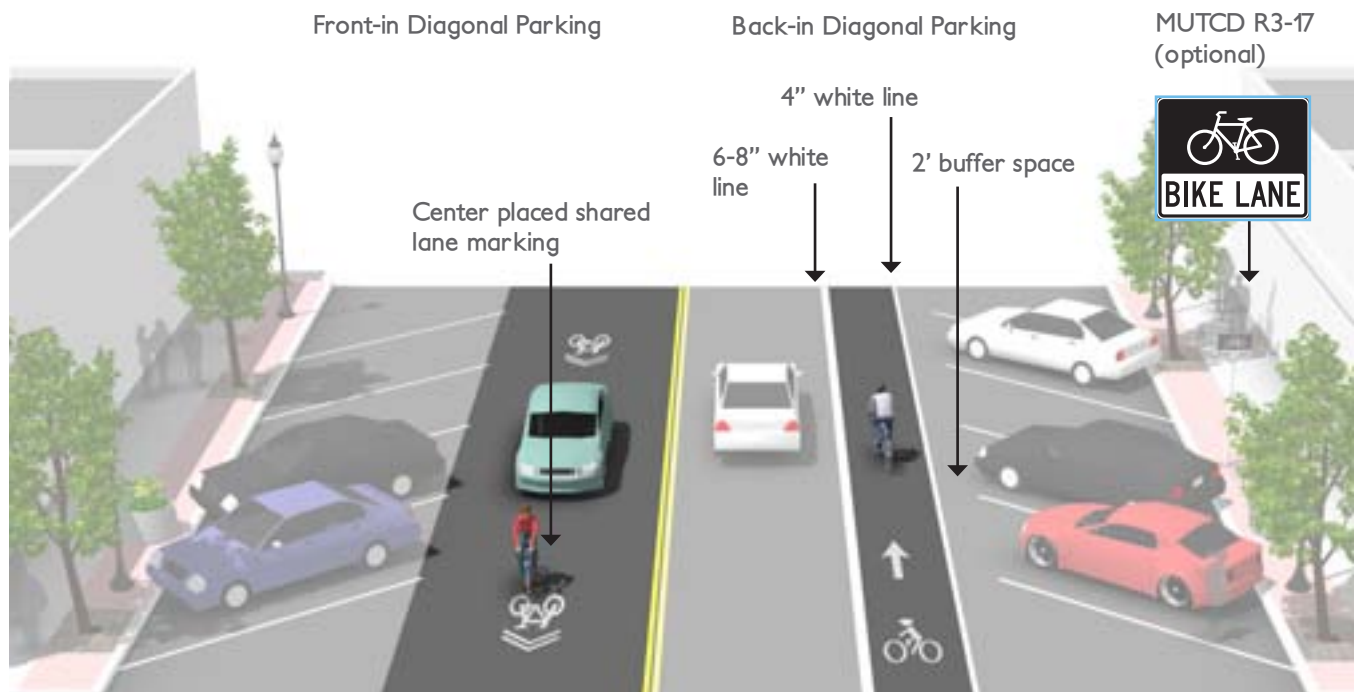 Front-in Diagonal Parking
Back-in Diagonal Parking
MUTCD R3-17
(optional)
4” white line
6-8” white
line
2’ buffer space
BIKE LANE
Center placed shared
lane marking